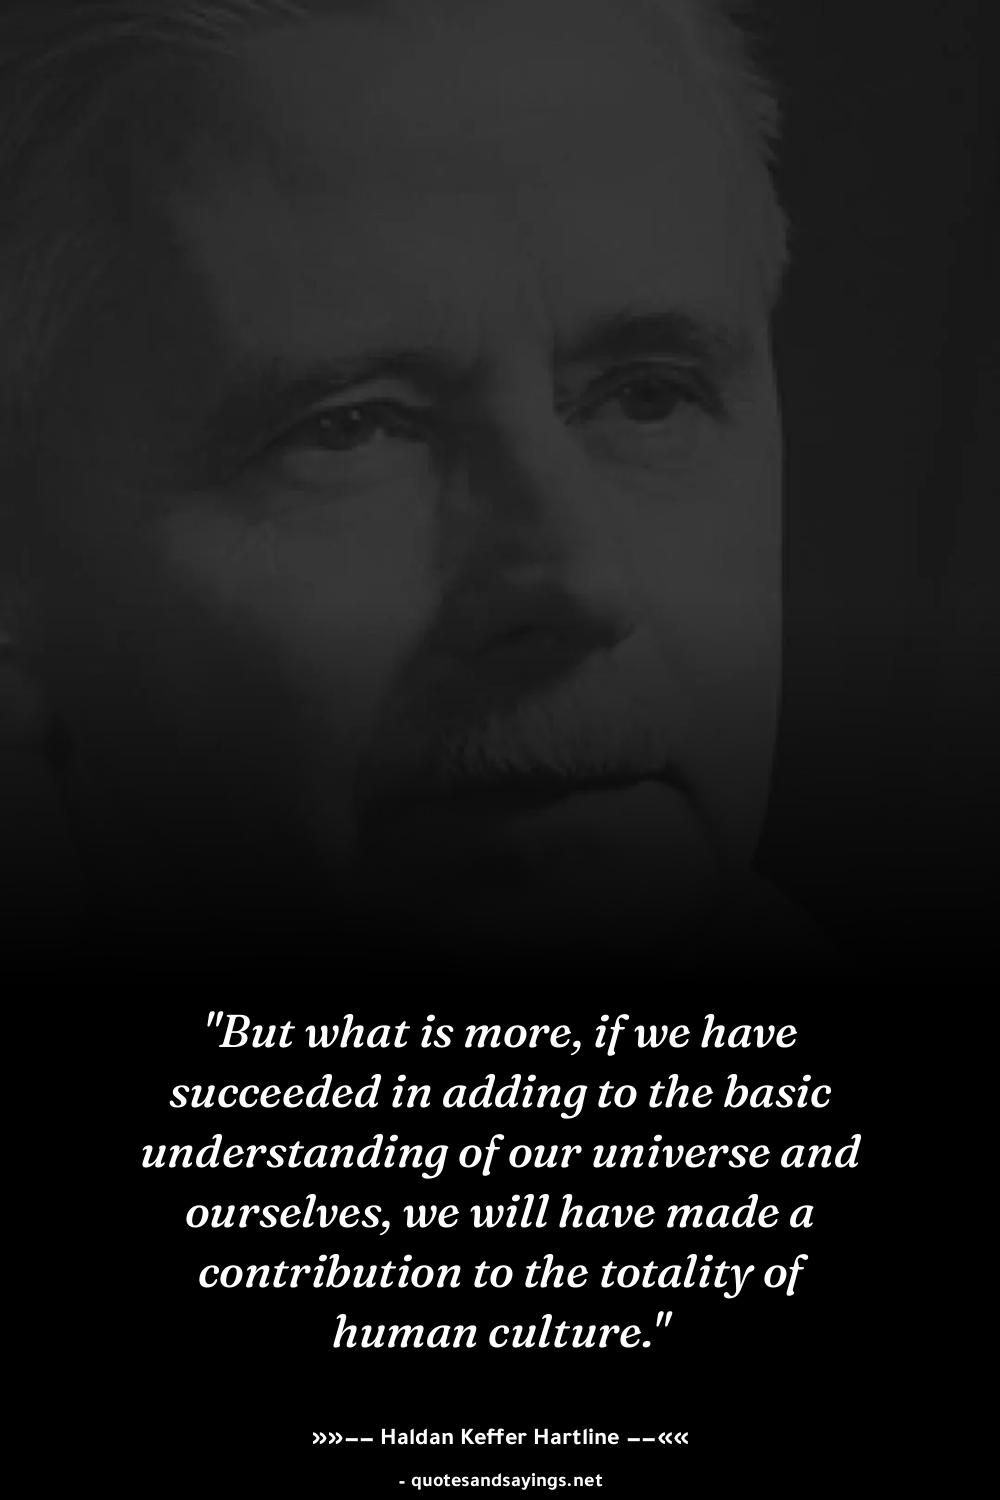 "But what is more, if we have
succeeded in adding to the basic
understanding of our universe and
ourselves, we will have made a
contribution to the totality of
human culture."
»»−− Haldan Keffer Hartline −−««
- quotesandsayings.net